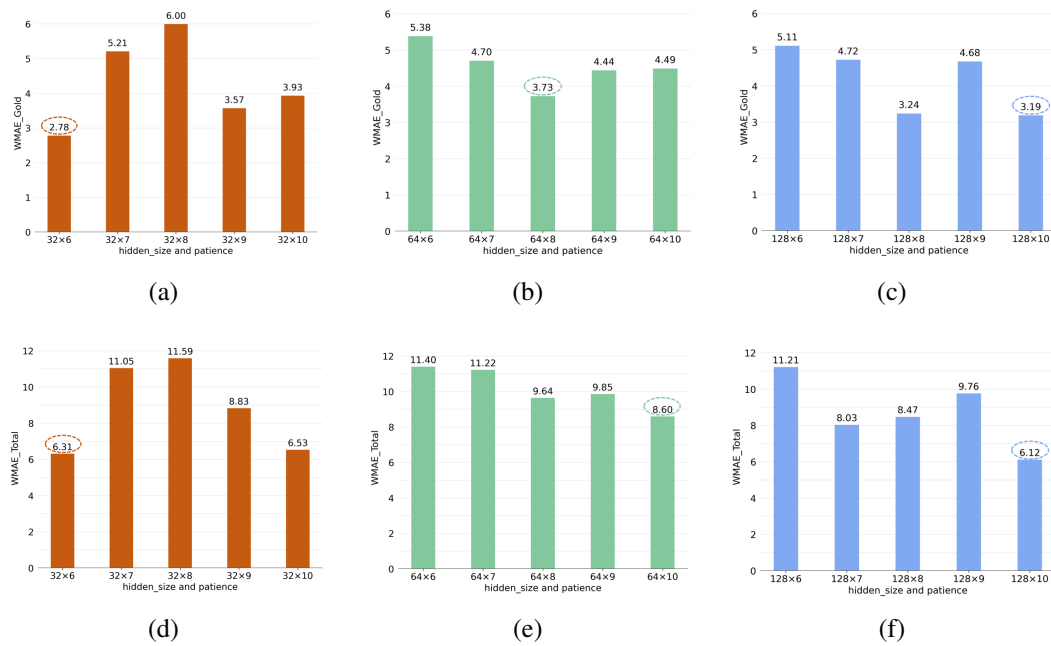 6.00
6
5.21
5
4
3.93
3.57
3
2.78
2
1
0
WMAE_Gold
32×6 32×7 32×8 32×9 32×10
hidden_size and patience
(a)
6
5.38
5
4.70
4.44 4.49
4
3.73
3
2
1
0
WMAE_Gold
64×6 64×7 64×8 64×9 64×10
hidden_size and patience
(b)
6
5.11
5
4.72 4.68
4
3.24 3.19
3
2
1
0
WMAE_Gold
128×6 128×7 128×8 128×9 128×10
hidden_size and patience
(c)
12
11.59
11.05
10
8.83
8
6.31 6.53
6
4
2
0
WMAE_Total
32×6 32×7 32×8 32×9 32×10
hidden_size and patience
(d)
12
11.40 11.22
10
9.64 9.85
8.60
8
6
4
2
0
WMAE_Total
64×6 64×7 64×8 64×9 64×10
hidden_size and patience
(e)
12
11.21
10
9.76
8.03 8.47
8
6.12
6
4
2
0
WMAE_Total
128×6 128×7 128×8 128×9 128×10
hidden_size and patience
(f)